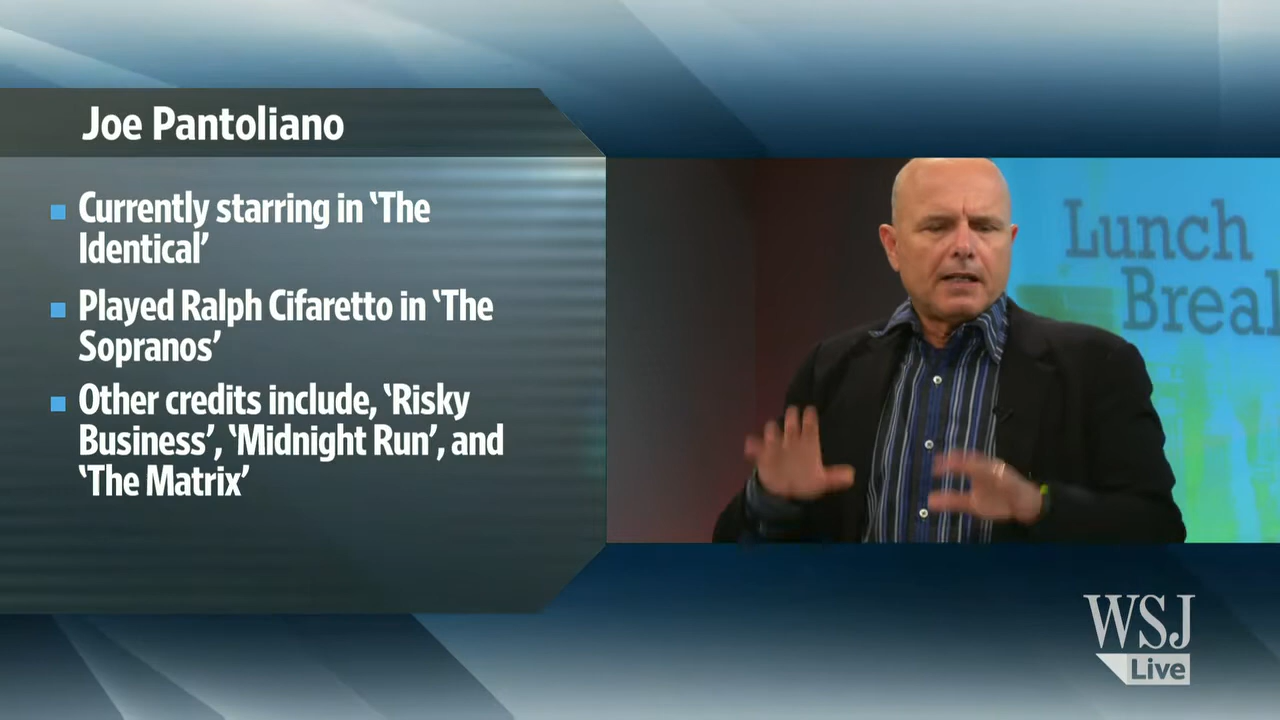 Joe Pantoliano
Currently starring in ‘The
Identical’
Played Ralph Cifaretto in ‘The
Sopranos’
Other credits include, ‘Risky
Business’, ‘Midnight Run’, and
‘The Matrix’
Lunch
Break
WSJ
Live